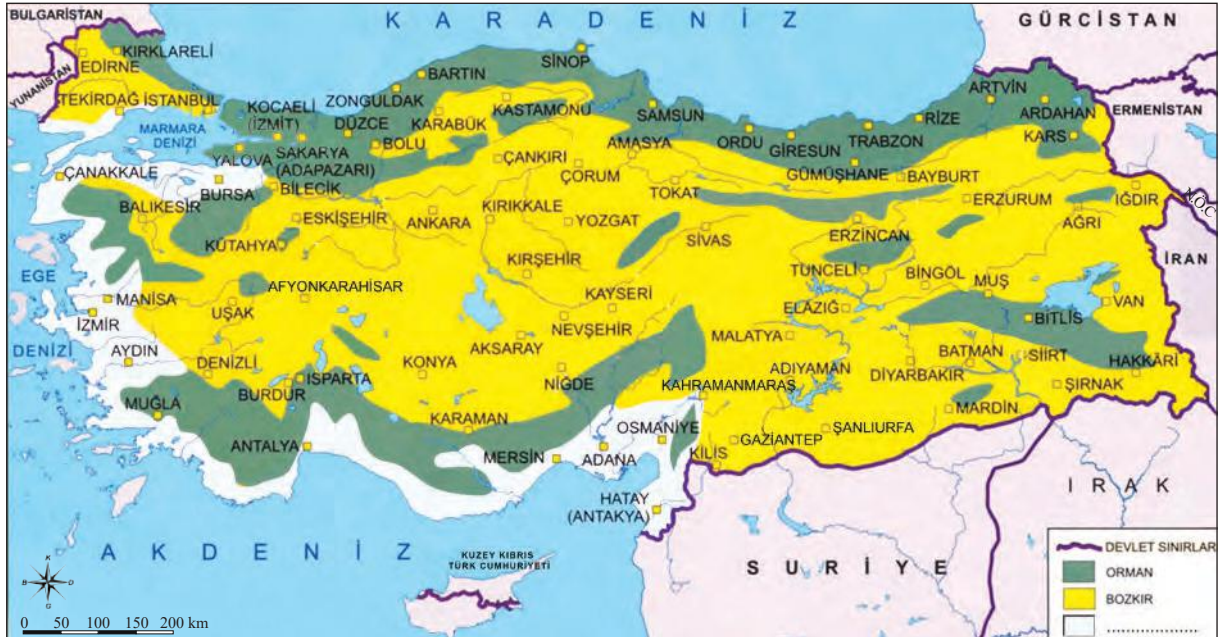 BULGARİSTAN
K A R A D E N İ Z
GÜRCİSTAN
YUNANİSTAN
EDİRNE
KIRKLARELİ
TEKİRDAĞ
İSTANBUL
MARMARA
DENİZİ
KOCAELİ
(İZMİT)
YALOVA
SAKARYA
(ADAPAZARI)
DÜZCE
ZONGULDAK
BARTIN
KARABÜK
BOLU
KASTAMONU
SİNOP
SAMSUN
ORDU
GİRESUN
TRABZON
RİZE
ARTVİN
ARDAHAN
KARS
ERMENİSTAN
ÇANAKKALE
BURSA
BİLECİK
ÇANKIRI
ÇORUM
AMASYA
TOKAT
GÜMÜŞHANE
BAYBURT
ERZURUM
IĞDIR
AĞRI
İRAN
BALIKESİR
ESKİŞEHİR
KÜTAHYA
ANKARA
KIRIKKALE
YOZGAT
SİVAS
ERZİNCAN
TUNCELİ
BİNGÖL
MUŞ
VAN
EGE
DENİZİ
MANİSA
İZMİR
UŞAK
AFYONKARAHİSAR
KIRŞEHİR
KAYSERİ
NEVŞEHİR
AKSARAY
MALATYA
ELAZIĞ
BİTLİS
AYDIN
DENİZLİ
BURDUR
ISPARTA
KONYA
NİĞDE
KAHRAMANMARAŞ
ADIYAMAN
DİYARBAKIR
BATMAN
SİİRT
HAKKÂRİ
ŞIRNAK
MARDİN
MUĞLA
ANTALYA
KARAMAN
MERSİN
ADANA
OSMANİYE
GAZİANTEP
KİLİS
ŞANLIURFA
HATAY
(ANTAKYA)
A K D E N İ Z
KUZEY KIBRIS
TÜRK CUMHURİYETİ
S U R İ Y E
I R A K
K
B D
G
0 50 100 150 200 km
DEVLET SINIRLARI
ORMAN
BOZKIR
.....................